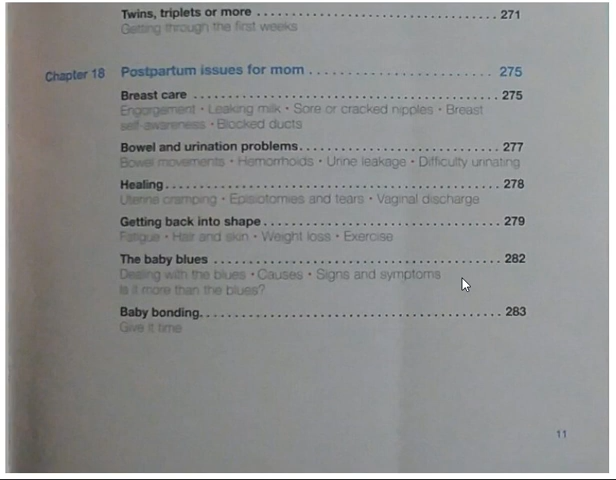 Twins, triplets or more ................................ 271
Getting through the first weeks
Chapter 18 Postpartum issues for mom ........................ 275
Breast care ........................................ 275
Engorgement • Leaking milk • Sore or cracked nipples • Breast
self-awareness • Blocked ducts
Bowel and urination problems.......................... 277
Bowel movements • Hemorrhoids • Urine leakage • Difficulty urinating
Healing............................................ 278
Uterine cramping • Episiotomies and tears • Vaginal discharge
Getting back into shape............................... 279
Fatigue • Hair and skin • Weight loss • Exercise
The baby blues ...................................... 282
Dealing with the blues • Causes • Signs and symptoms
Is it more than the blues?
Baby bonding....................................... 283
Give it time
11